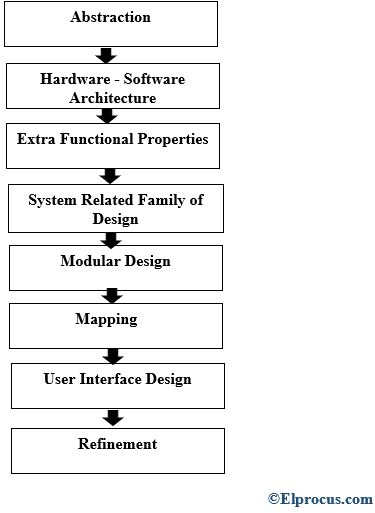 Abstraction
Hardware - Software
Architecture
Extra Functional Properties
System Related Family of
Design
Modular Design
Mapping
User Interface Design
Refinement
©Elprocus.com